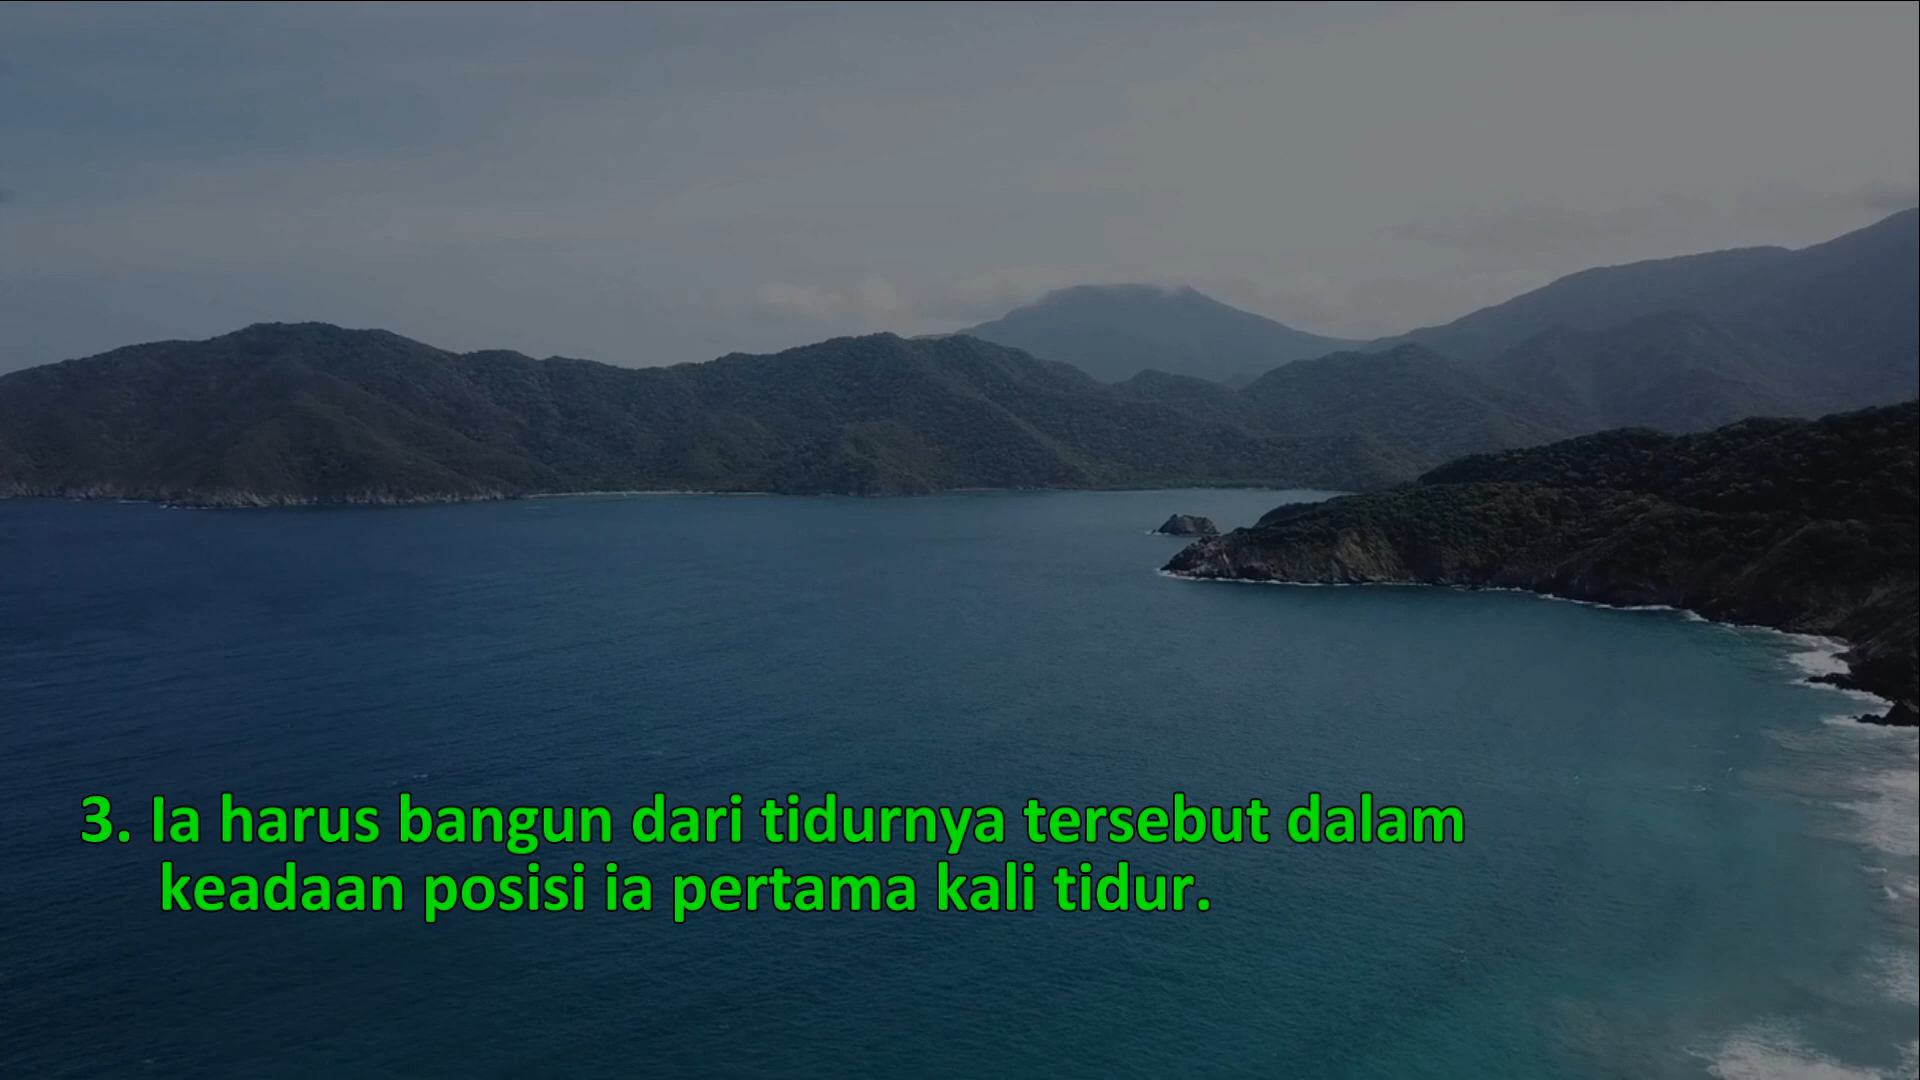 3. Ia harus bangun dari tidurnya tersebut dalam
keadaan posisi ia pertama kali tidur.